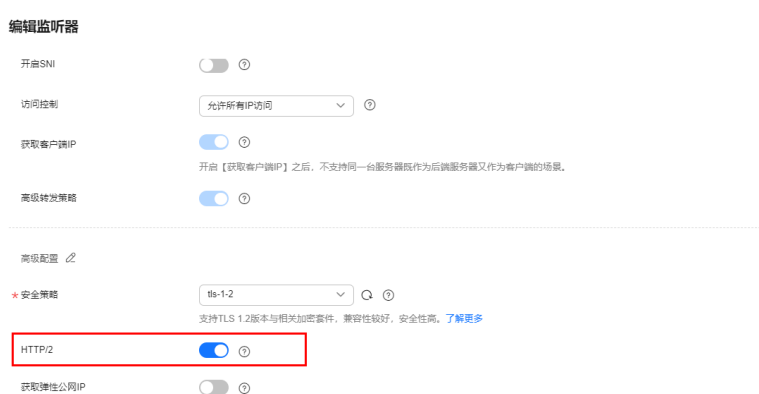 编辑监听器
开启SNI
访问控制 允许所有IP访问
获取客户端IP
开启【获取客户端IP】之后，不支持同一台服务器既作为后端服务器又作为客户端的场景。
高级转发策略
高级配置
* 安全策略 tls-1-2
支持TLS 1.2版本与相关加密套件，兼容性较好，安全性高。了解更多
HTTP/2
获取弹性公网IP